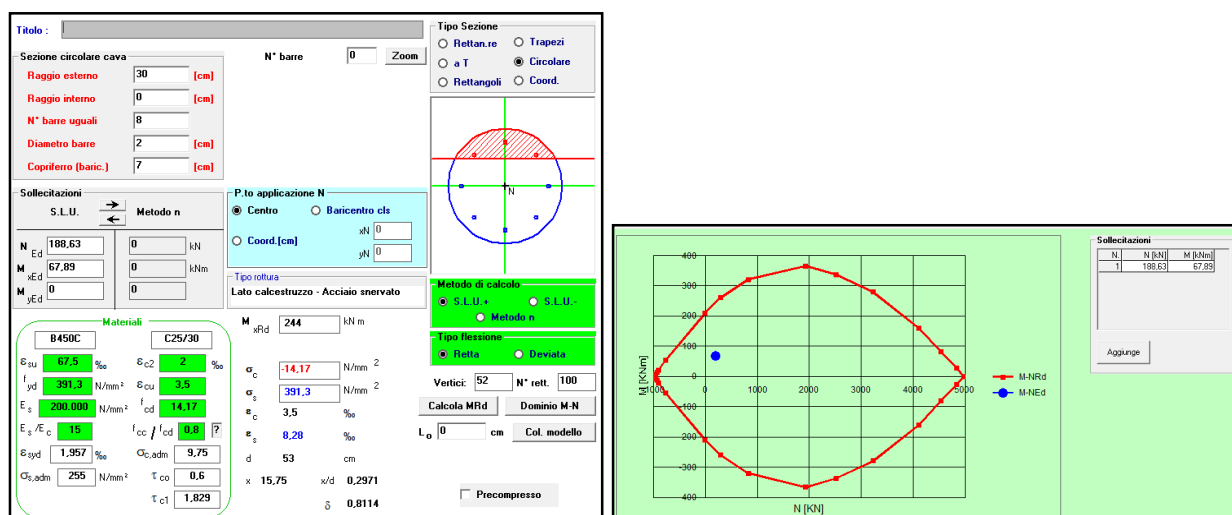 Titolo :
N° barre 0 Zoom
Tipo Sezione
Rettan.re Trapezi
a T Circolare
Rettangoli Coord.
Sezione circolare cava
Raggio esterno 30 [cm]
Raggio interno 0 [cm]
N° barre uguali 8
Diametro barre 2 [cm]
Copriferro (baric.) 7 [cm]
N
Sollecitazioni
S.L.U. Metodo n
N Ed 188,63 0 kN
M xEd 67,89 0 kNm
M yEd 0 0
P.to applicazione N
Centro Baricentro cls
Coord.[cm] xN 0
yN 0
Tipo rottura
Lato calcestruzzo - Acciaio snervato
Metodo di calcolo
S.L.U.+ S.L.U.-
Metodo n
Tipo flessione
Retta Deviata
Materiali
B450C C25/30
εsu 67,5 ‰ εc2 2 ‰
fyd 391,3 N/mm² εcu 3,5
Es 200.000 N/mm² fcd 14,17
Es/Ec 15 fcc / fcd 0,8 ?
εsyd 1,957 ‰ σc,adm 9,75
σs,adm 255 N/mm² τco 0,6
τc1 1,829
M xRd 244 kN m
σc -14,17 N/mm²
σs 391,3 N/mm²
εc 3,5 ‰
εs 8,28 ‰
d 53 cm
x 15,75 x/d 0,2971
δ 0,8114
Vertici: 52 N° rett. 100
Calcola MRd Dominio M-N
Lo 0 cm Col. modello
Precompresso
M [KNm]
400
300
200
100
0
-100
-200
-300
-400
-1000 0 1000 2000 3000 4000 5000
N [KN]
M-NRd
M-NEd
Sollecitazioni
N. N [kN] M [kNm]
1 188,63 67,89
Aggiunge